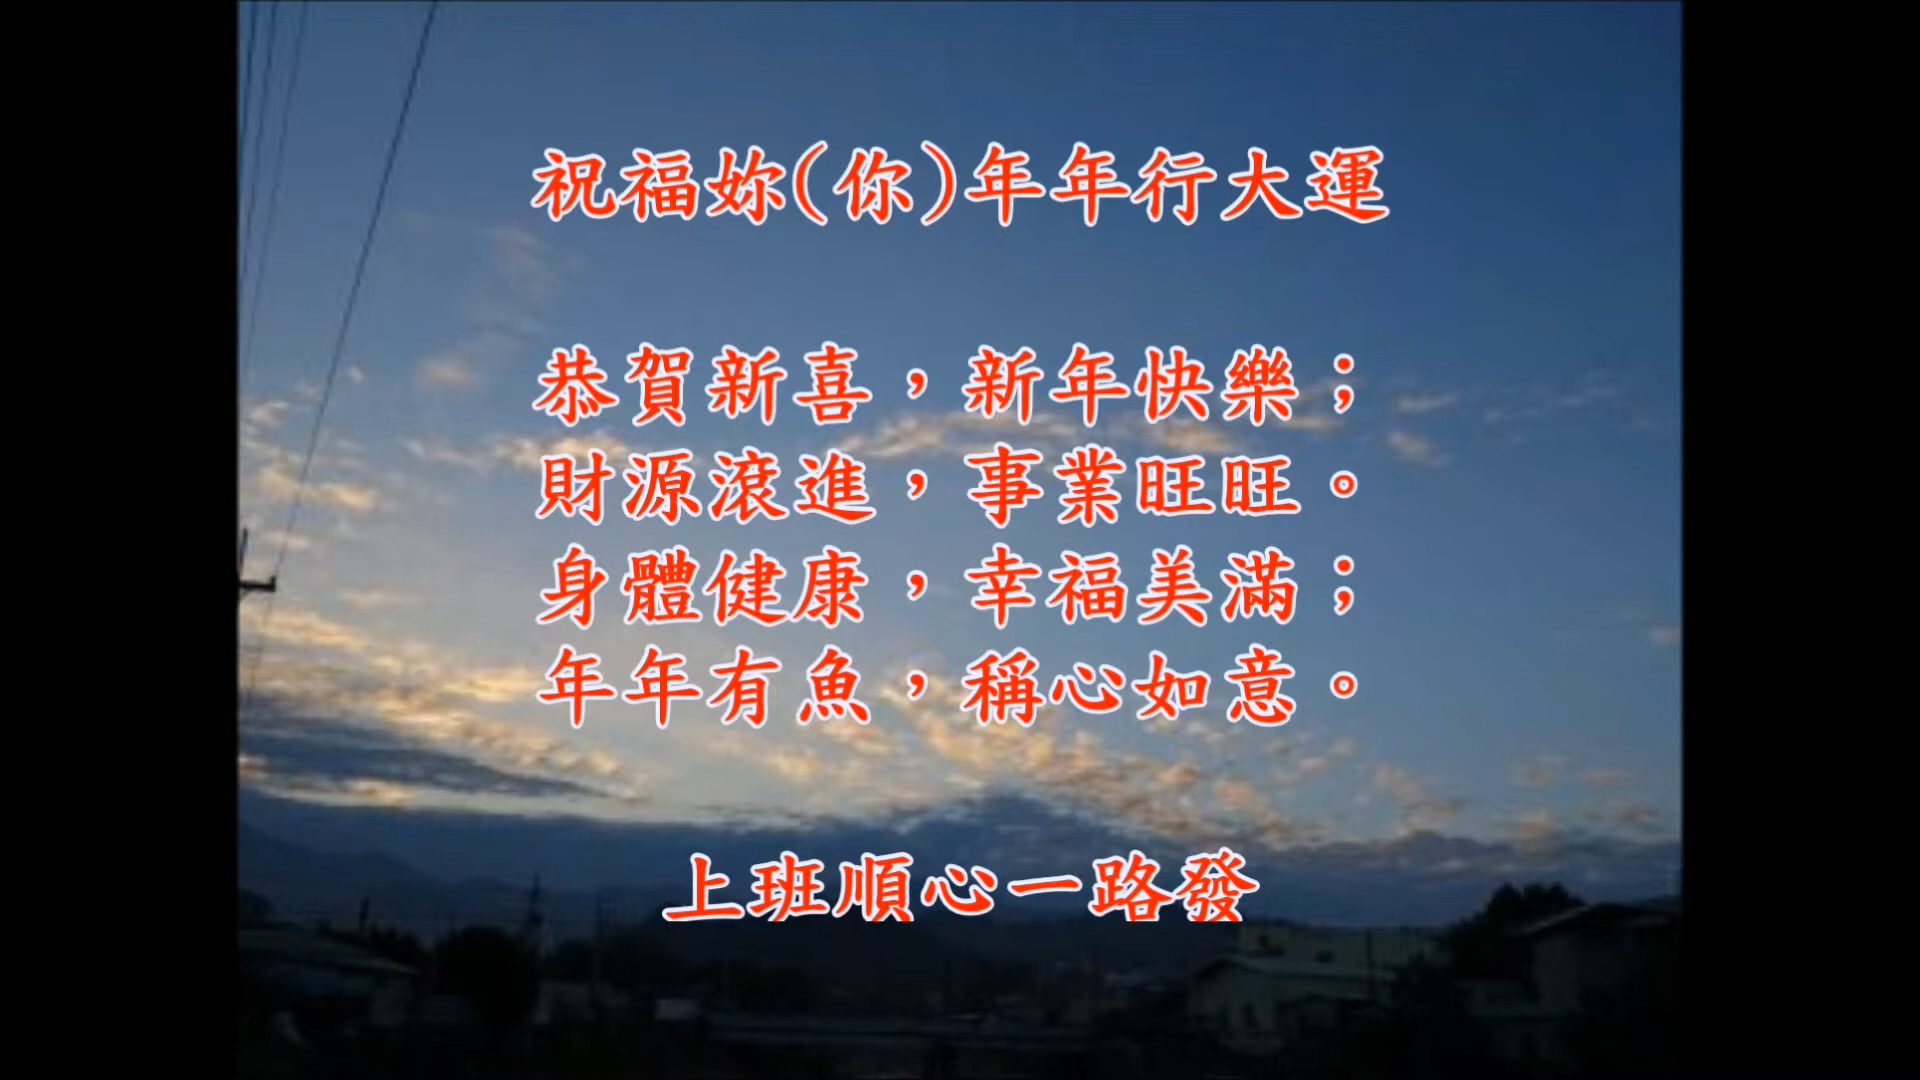 祝福妳(你)年年行大運
恭賀新喜，新年快樂；
財源滾進，事業旺旺。
身體健康，幸福美滿；
年年有魚，稱心如意。
上班順心一路發